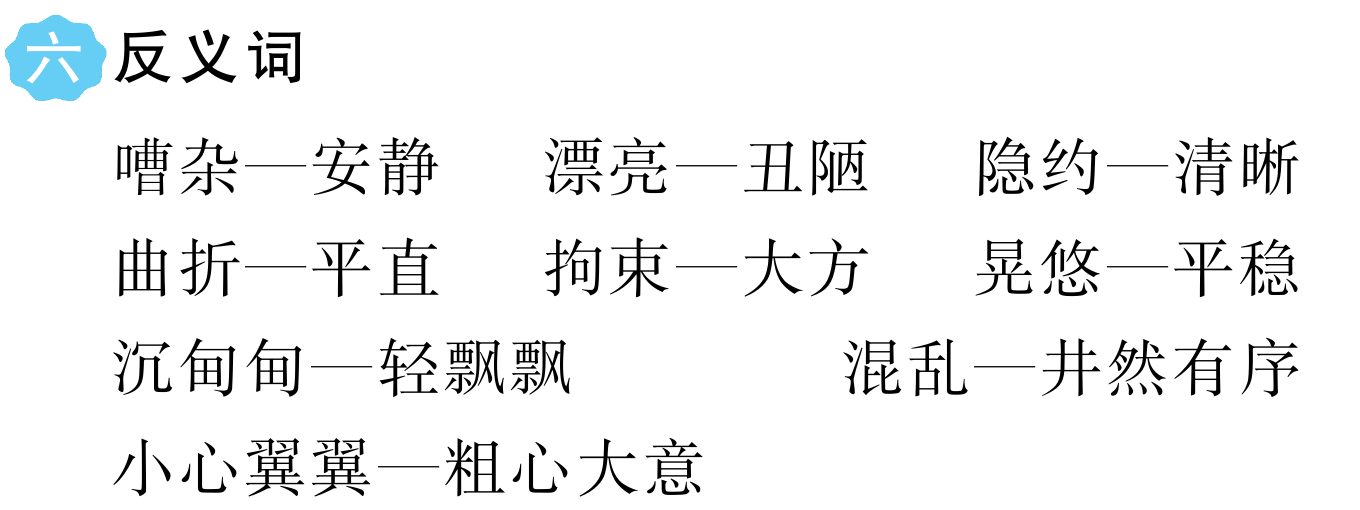 六 反义词
嘈杂—安静 漂亮—丑陋 隐约—清晰
曲折—平直 拘束—大方 晃悠—平稳
沉甸甸—轻飘飘 混乱—井然有序
小心翼翼—粗心大意